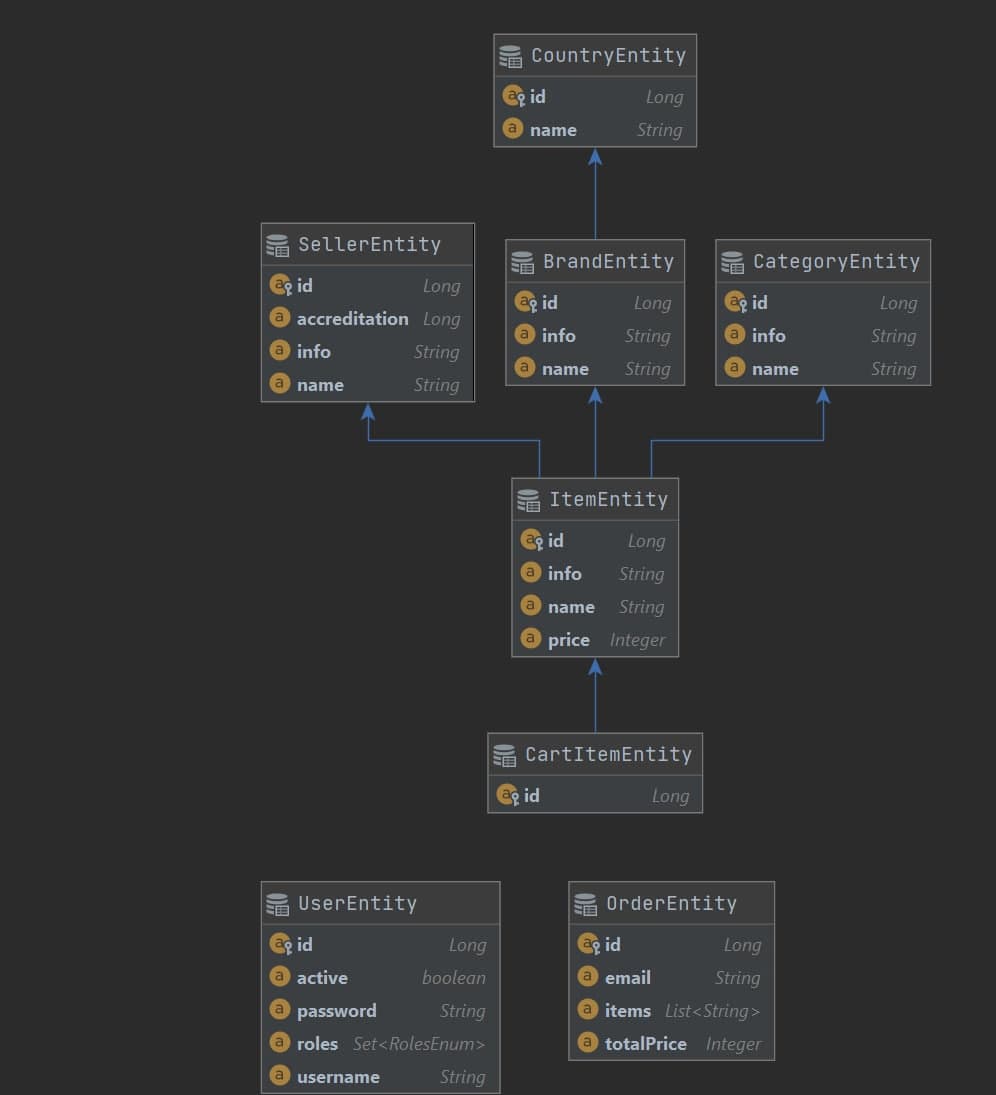 CountryEntity
id Long
name String
SellerEntity
id Long
accreditation Long
info String
name String
BrandEntity
id Long
info String
name String
CategoryEntity
id Long
info String
name String
ItemEntity
id Long
info String
name String
price Integer
CartItemEntity
id Long
UserEntity
id Long
active boolean
password String
roles Set<RolesEnum>
username String
OrderEntity
id Long
email String
items List<String>
totalPrice Integer